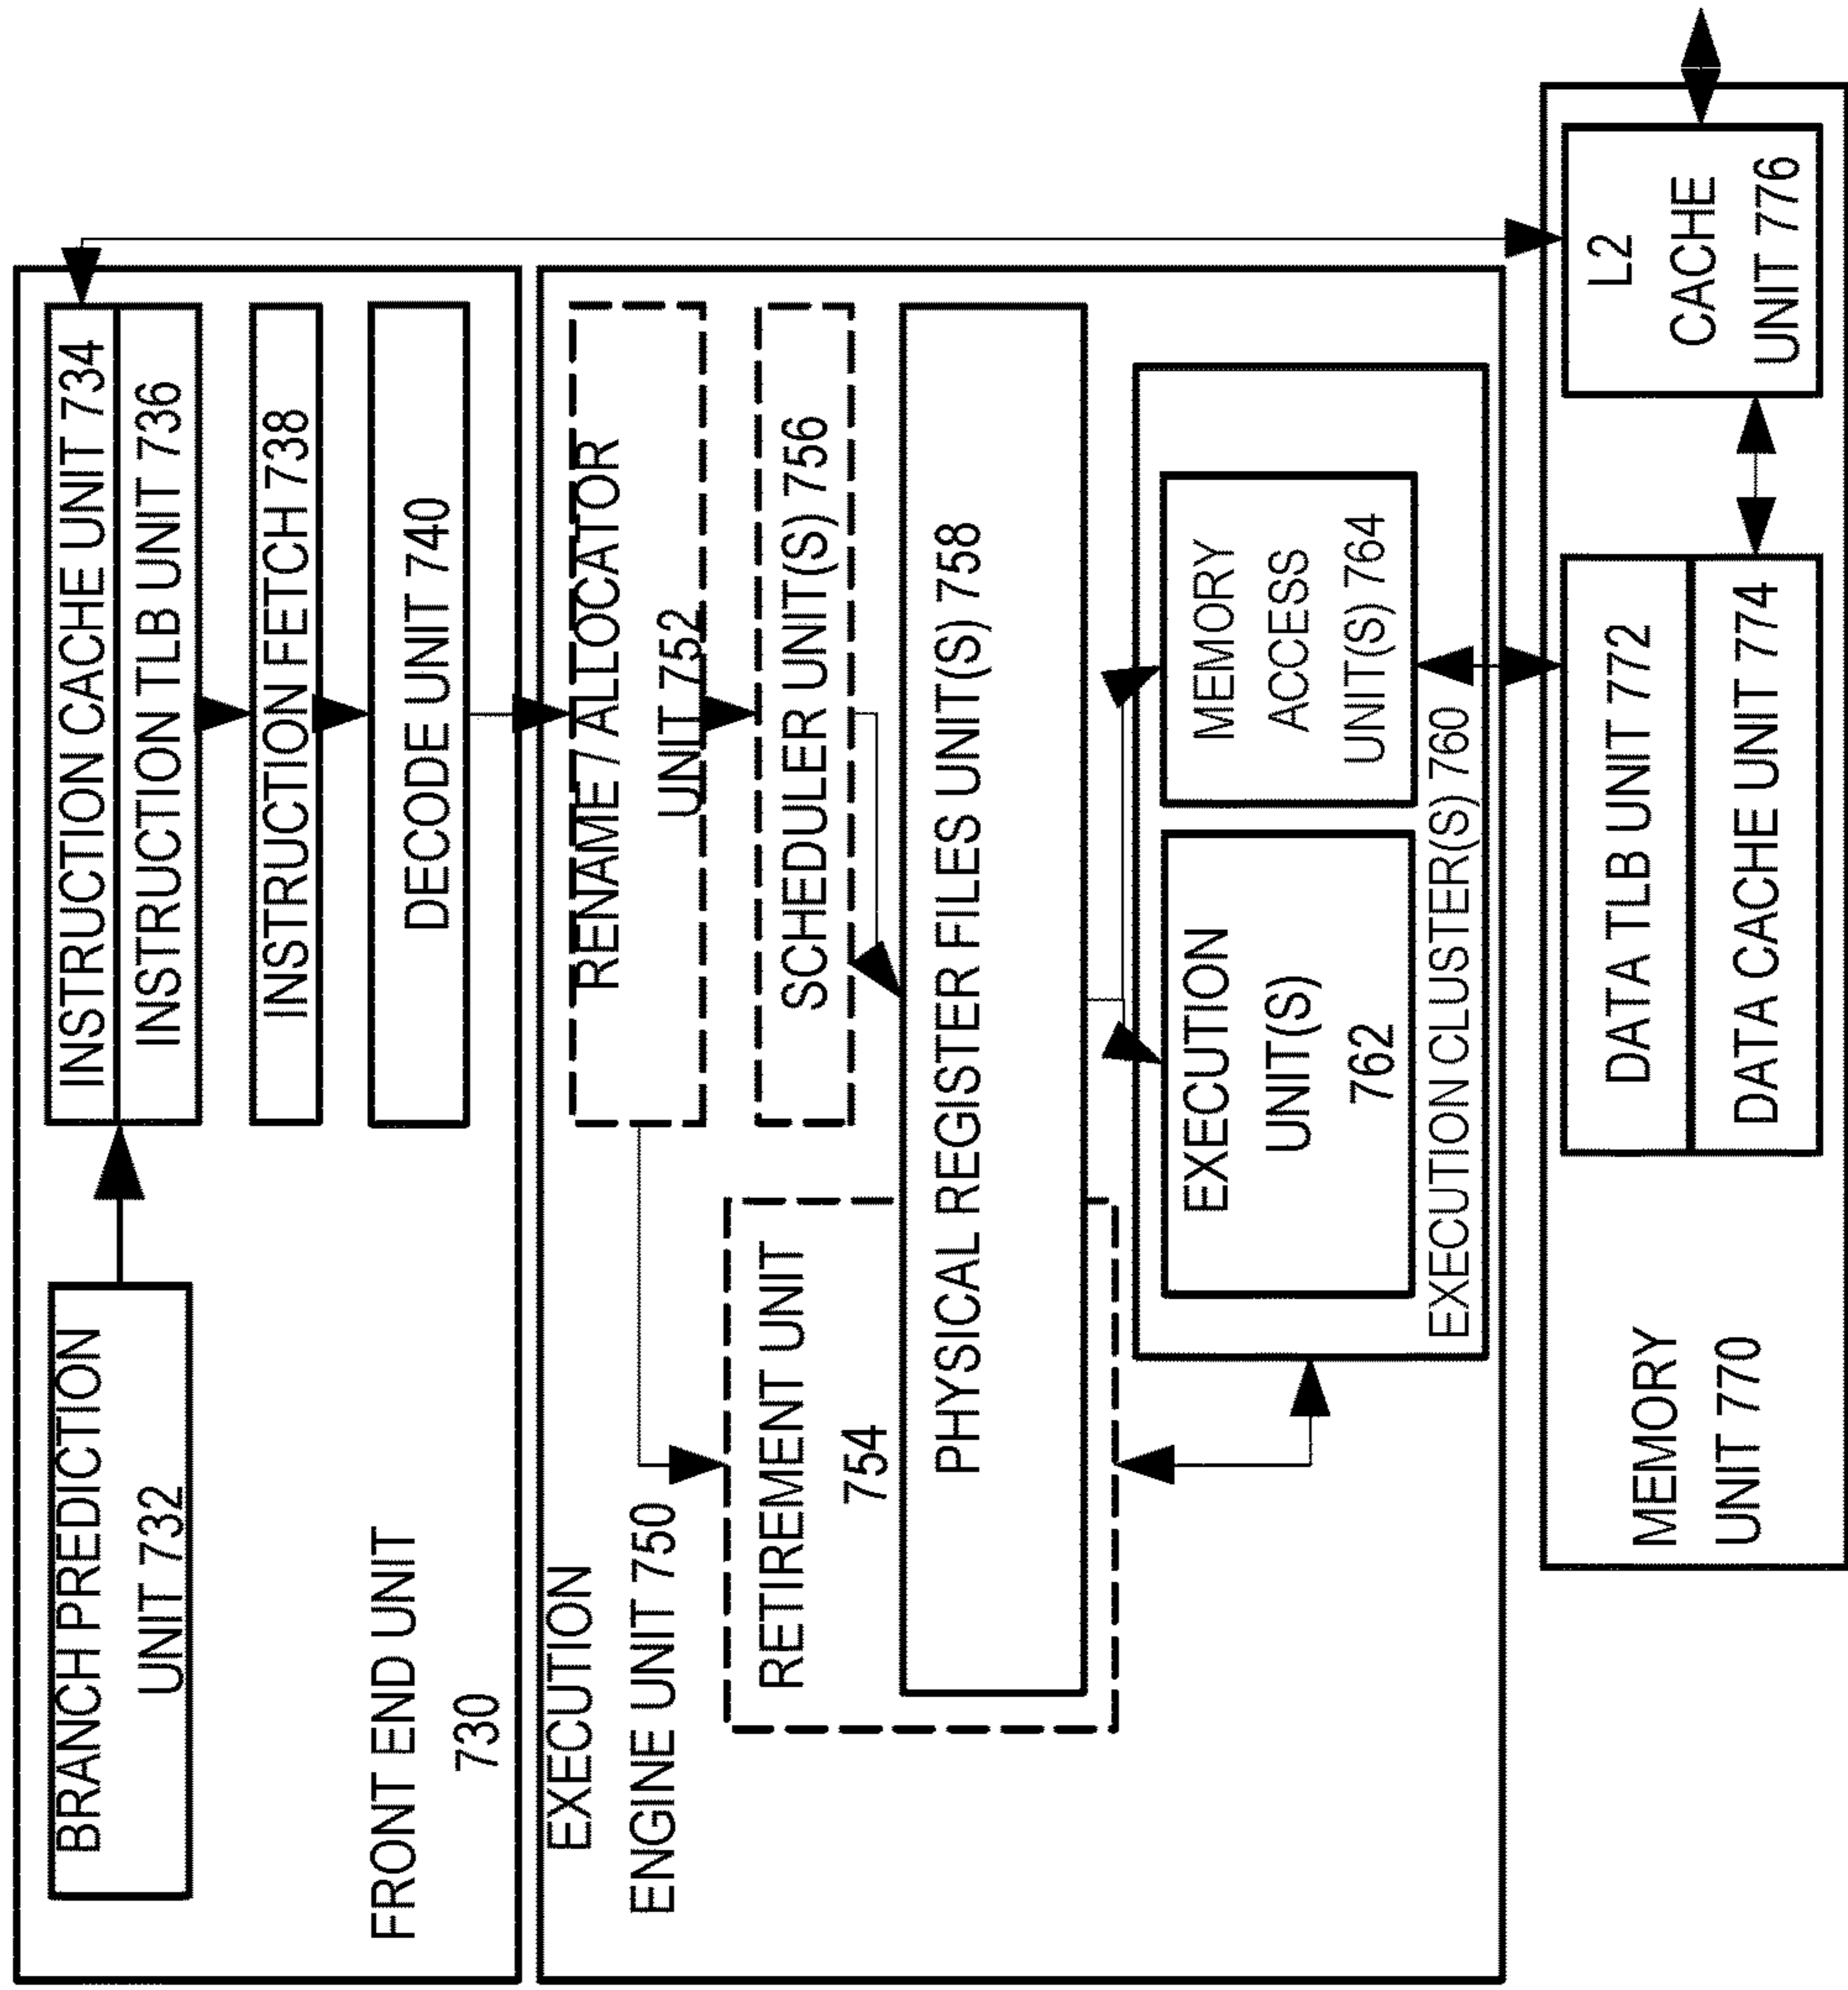 BRANCH PREDICTION
UNIT 732
INSTRUCTION CACHE UNIT 734
INSTRUCTION TLB UNIT 736
INSTRUCTION FETCH 738
DECODE UNIT 740
FRONT END UNIT
730
EXECUTION
ENGINE UNIT 750
RENAME / ALLOCATOR
UNIT 752
SCHEDULER UNIT(S) 756
RETIREMENT UNIT
754
PHYSICAL REGISTER FILES UNIT(S) 758
EXECUTION
UNIT(S)
762
MEMORY
ACCESS
UNIT(S) 764
EXECUTION CLUSTER(S) 760
MEMORY
UNIT 770
DATA TLB UNIT 772
DATA CACHE UNIT 774
L2
CACHE
UNIT 776